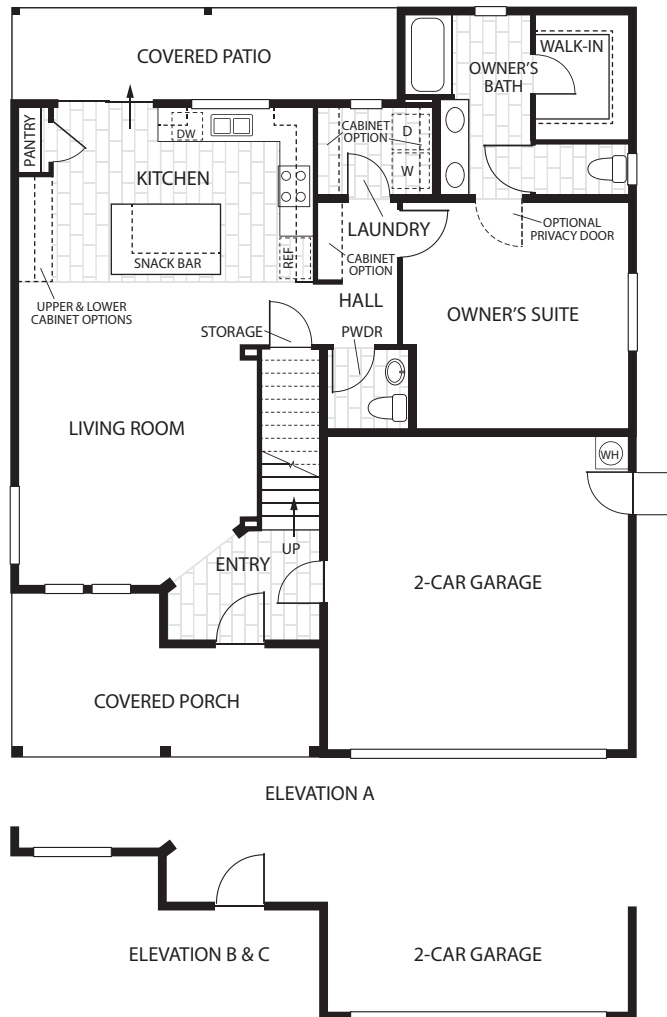 COVERED PATIO
WALK-IN
OWNER'S
BATH
PANTRY
DW
CABINET
OPTION
D
W
KITCHEN
LAUNDRY
OPTIONAL
PRIVACY DOOR
SNACK BAR
REF
CABINET
OPTION
UPPER & LOWER
CABINET OPTIONS
HALL
OWNER'S SUITE
STORAGE
PWDR
LIVING ROOM
WH
UP
ENTRY
2-CAR GARAGE
COVERED PORCH
ELEVATION A
ELEVATION B & C
2-CAR GARAGE